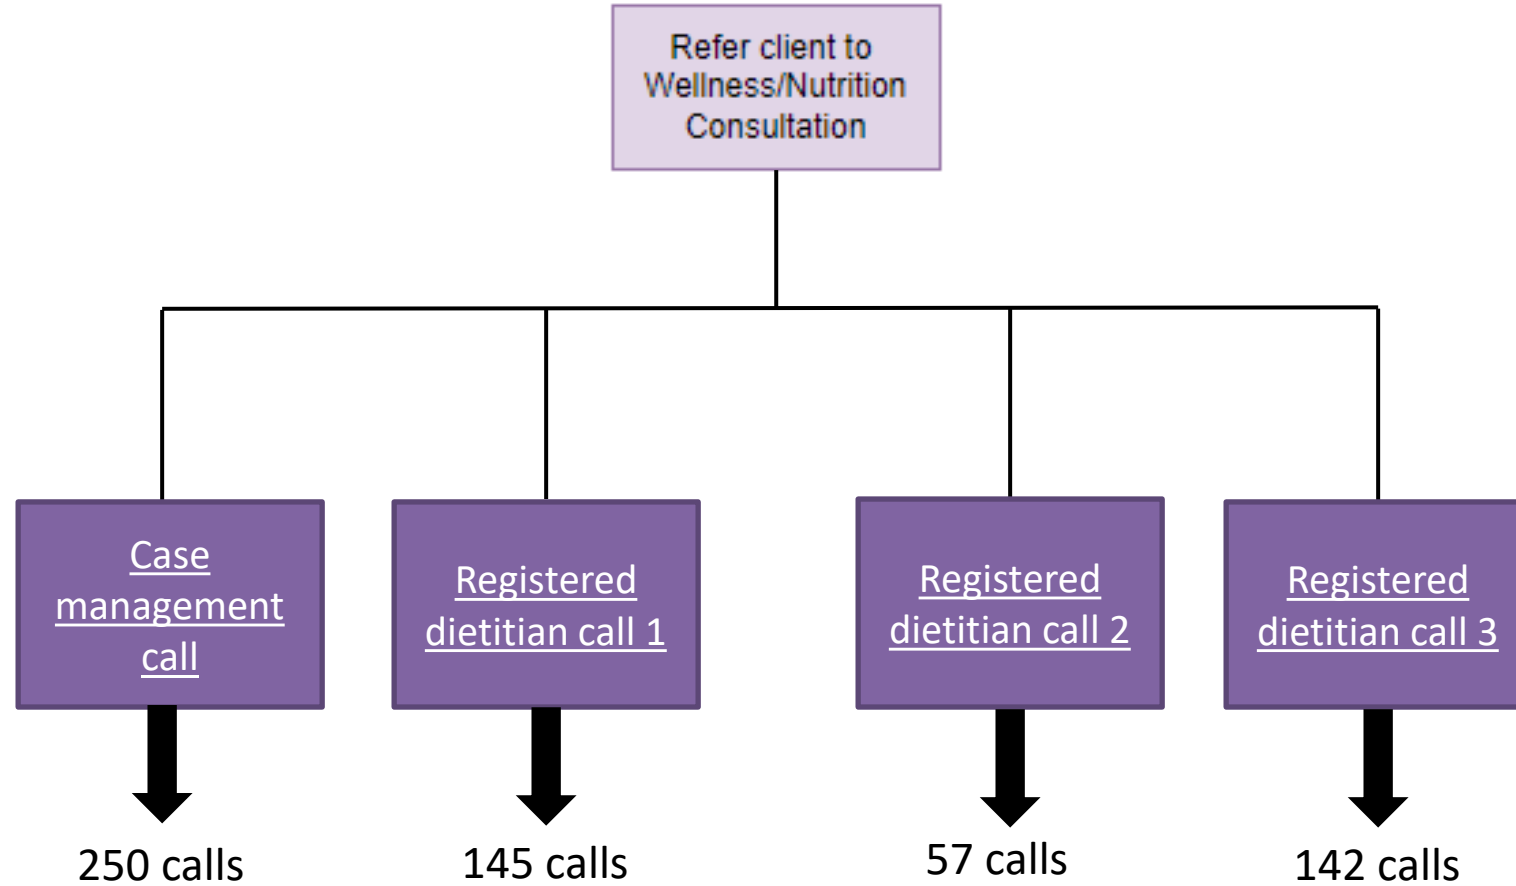 Refer client to
Wellness/Nutrition
Consultation
Case
management
call
Registered
dietitian call 1
Registered
dietitian call 2
Registered
dietitian call 3
250 calls
145 calls
57 calls
142 calls